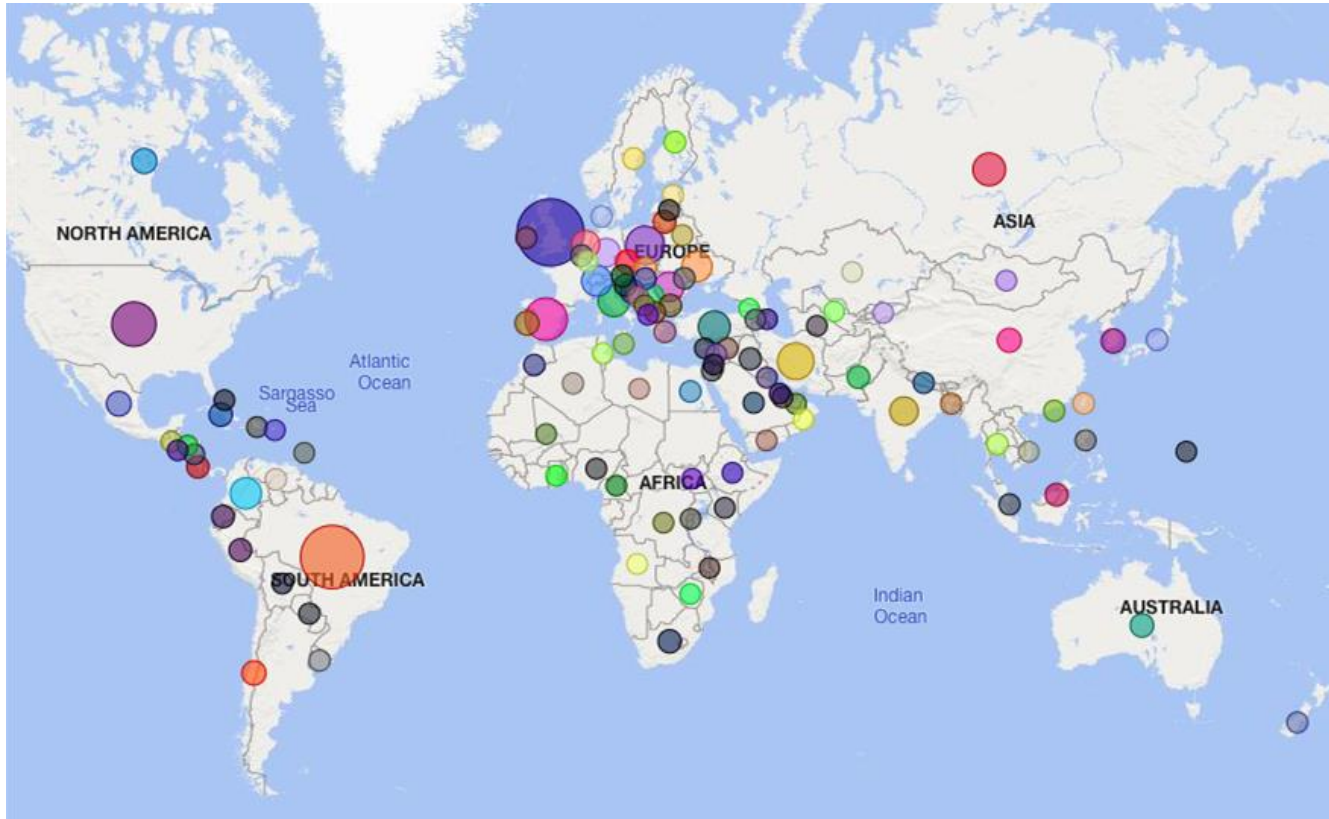 NORTH AMERICA
ASIA
EUROPE
Atlantic
Ocean
Sargasso
Sea
AFRICA
SOUTH AMERICA
Indian
Ocean
AUSTRALIA